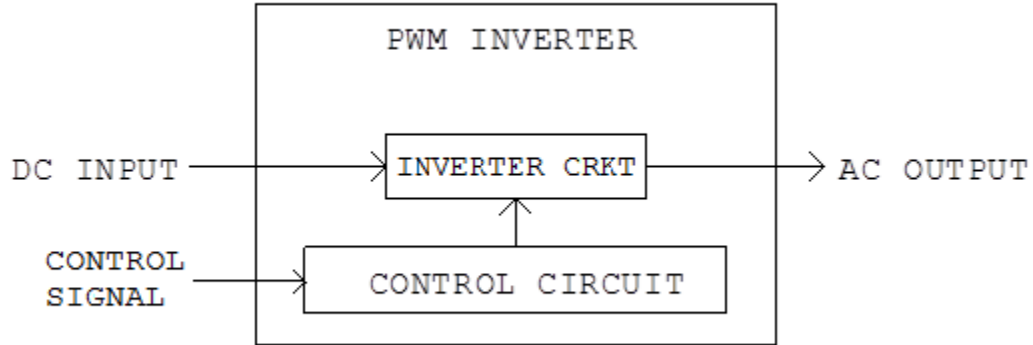 PWM INVERTER
DC INPUT
INVERTER CRKT
AC OUTPUT
CONTROL
SIGNAL
CONTROL CIRCUIT